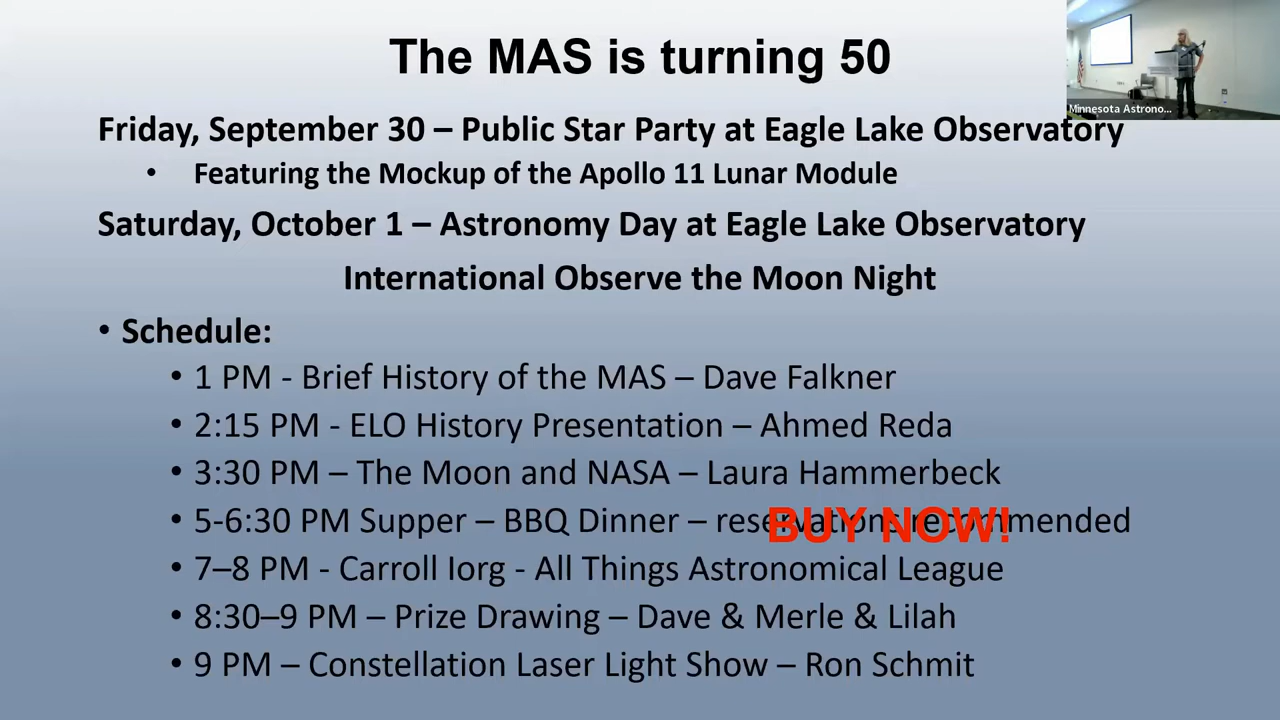 The MAS is turning 50
Minnesota Astrono...
Friday, September 30 – Public Star Party at Eagle Lake Observatory
• Featuring the Mockup of the Apollo 11 Lunar Module
Saturday, October 1 – Astronomy Day at Eagle Lake Observatory
International Observe the Moon Night
• Schedule:
• 1 PM - Brief History of the MAS – Dave Falkner
• 2:15 PM - ELO History Presentation – Ahmed Reda
• 3:30 PM – The Moon and NASA – Laura Hammerbeck
• 5-6:30 PM Supper – BBQ Dinner – reservations recommended
BUY NOW!
• 7–8 PM - Carroll Iorg - All Things Astronomical League
• 8:30–9 PM – Prize Drawing – Dave & Merle & Lilah
• 9 PM – Constellation Laser Light Show – Ron Schmit